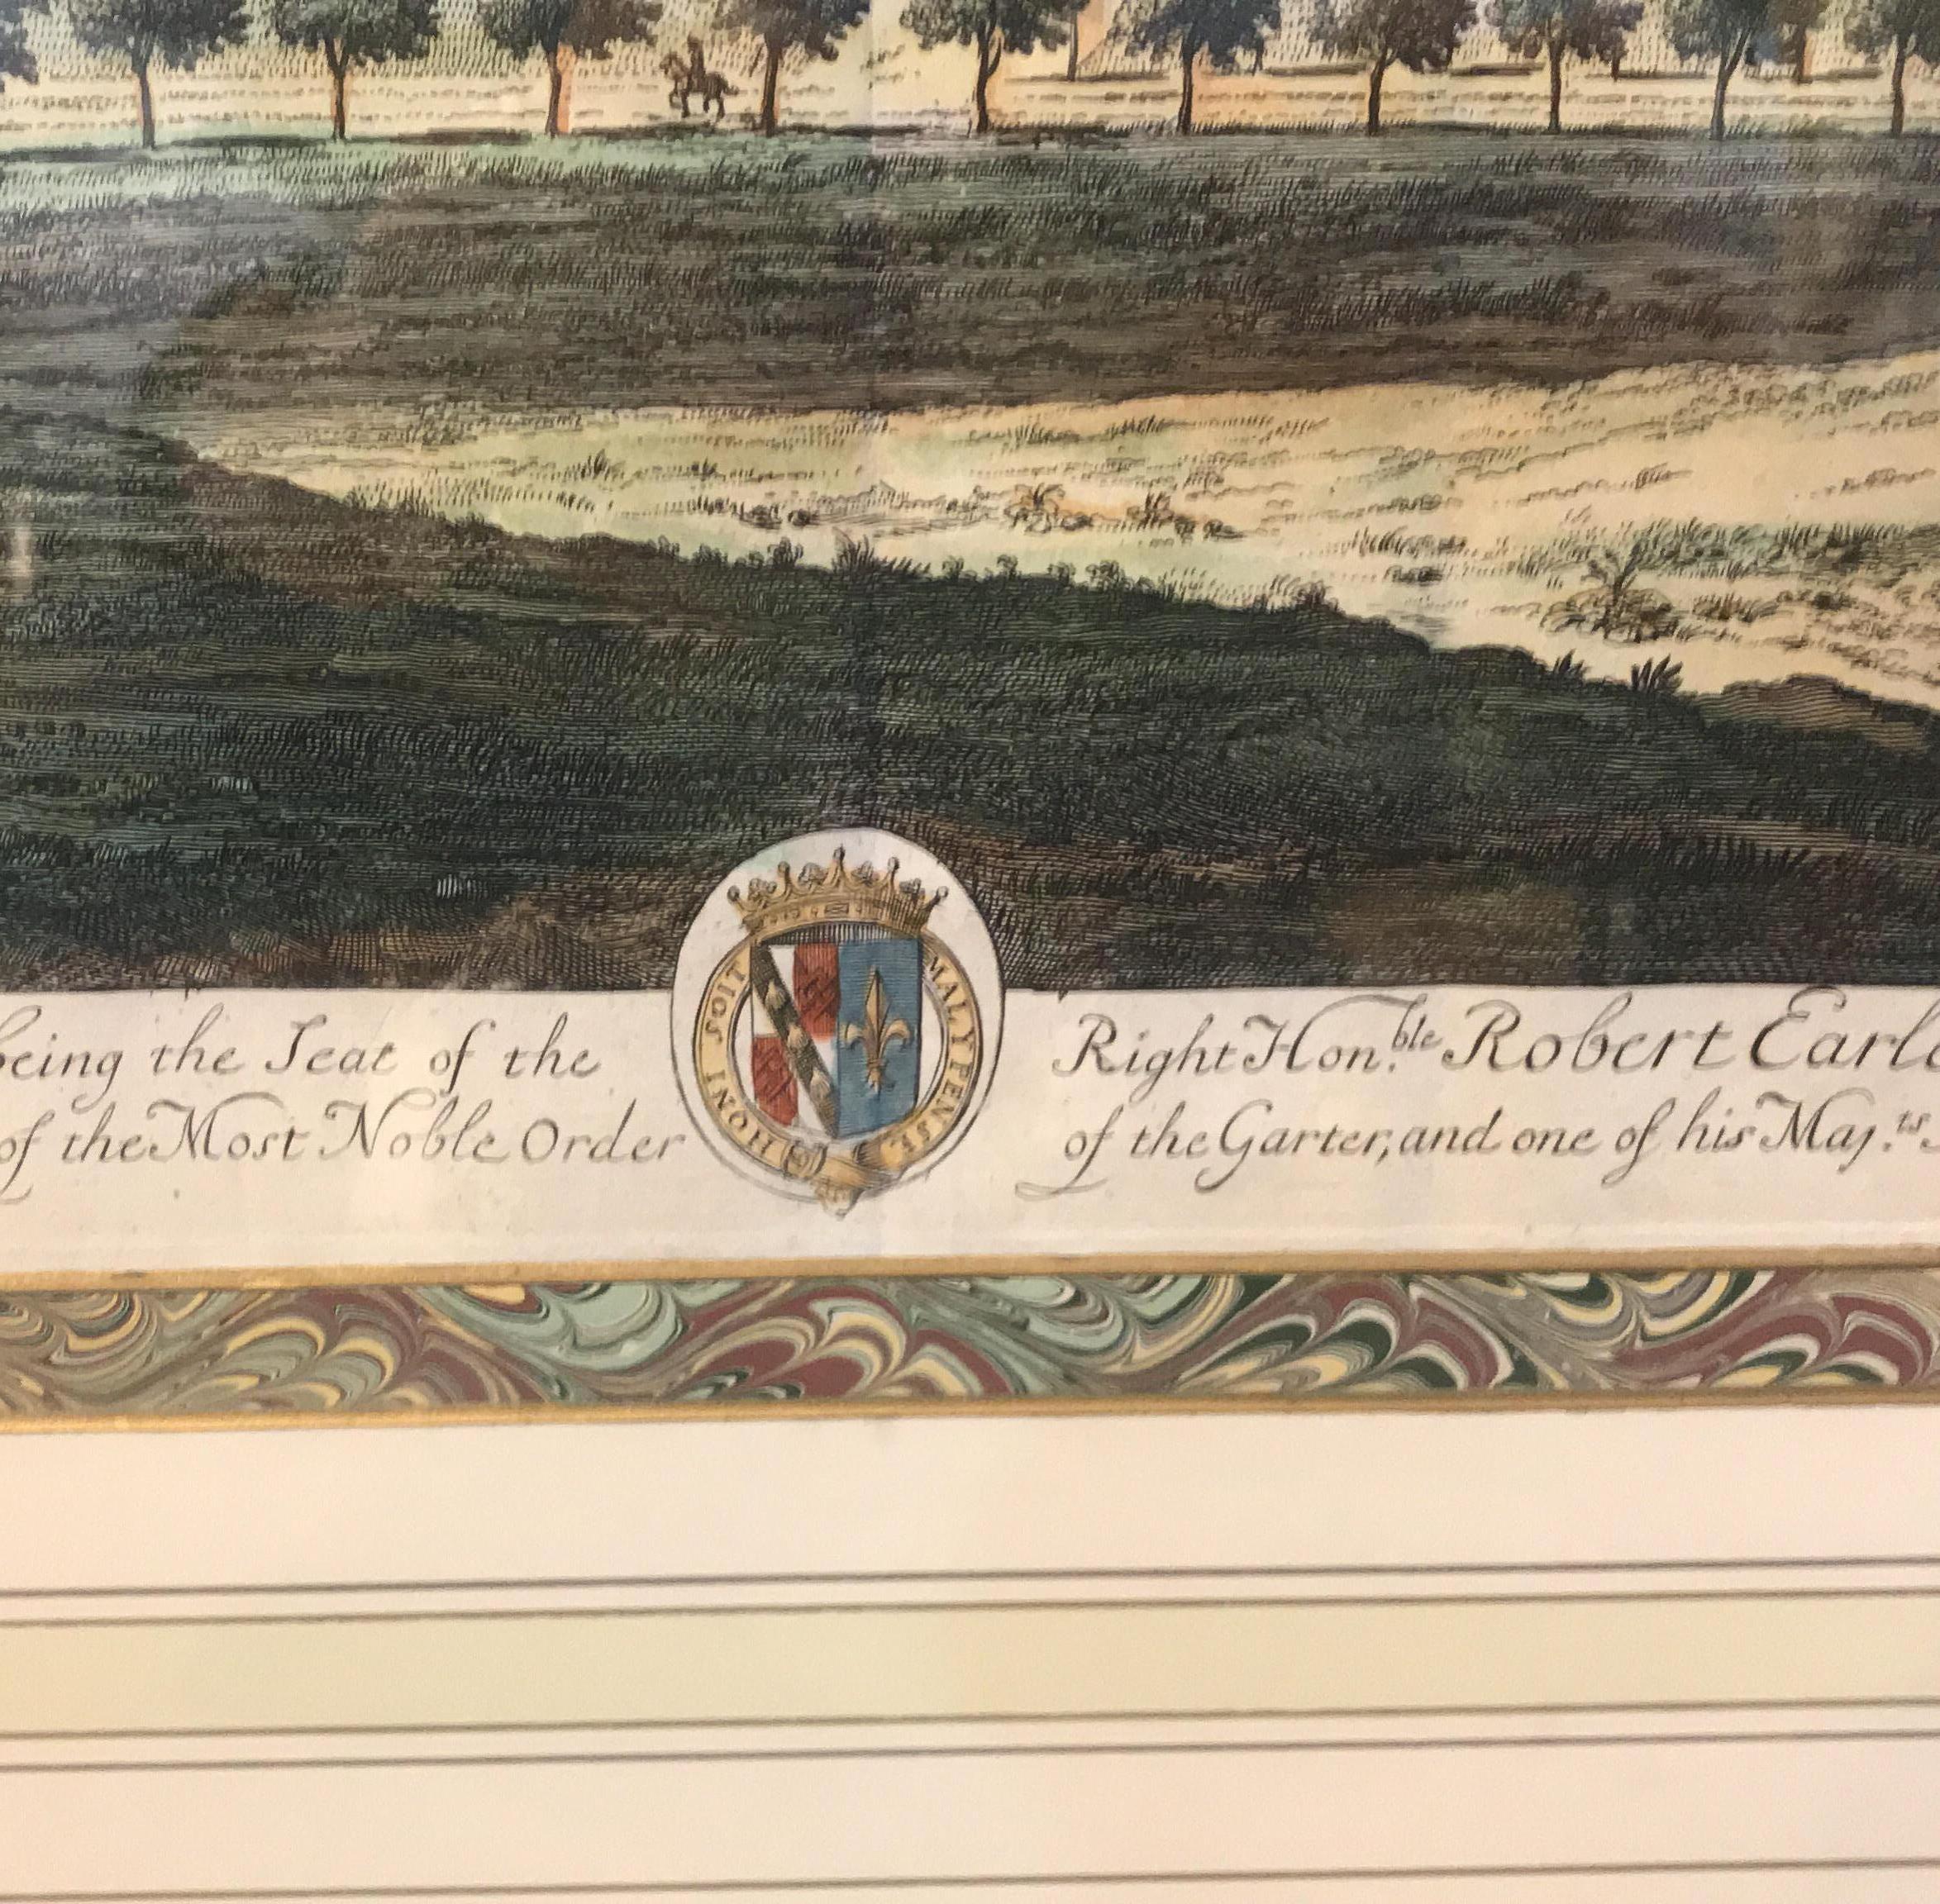 being the Seat of the Right Hon.ble Robert Earle
of the Most Noble Order of the Garter, and one of his Maj.ts
HONI SOIT MAL Y PENSE